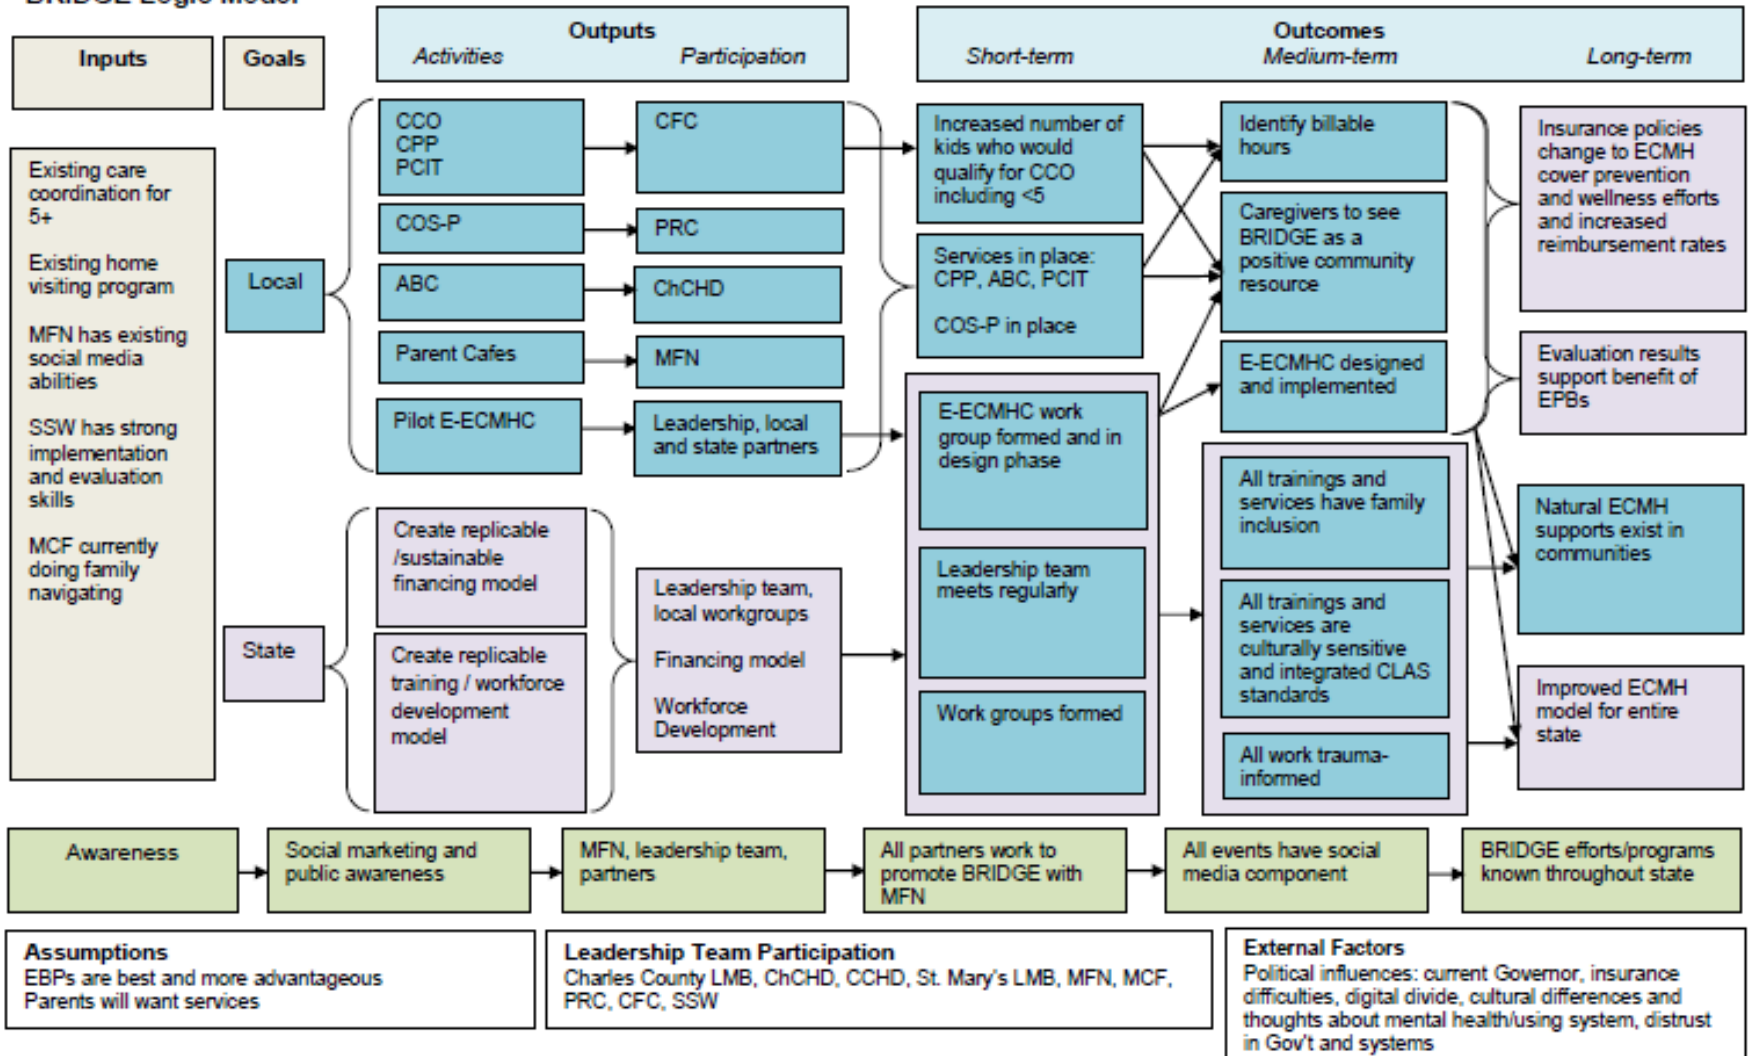 BRIDGE Logic Model
Inputs
Goals
Outputs
Activities
Participation
Outcomes
Short-term
Medium-term
Long-term
Existing care
coordination for
5+
Existing home
visiting program
MFN has existing
social media
abilities
SSW has strong
implementation
and evaluation
skills
MCF currently
doing family
navigating
Local
State
CCO
CPP
PCIT
COS-P
ABC
Parent Cafes
Pilot E-ECMHC
CFC
PRC
ChCHD
MFN
Leadership, local
and state partners
Create replicable
/sustainable
financing model
Create replicable
training / workforce
development
model
Leadership team,
local workgroups
Financing model
Workforce
Development
Increased number of
kids who would
qualify for CCO
including <5
Services in place:
CPP, ABC, PCIT
COS-P in place
E-ECMHC work
group formed and in
design phase
Leadership team
meets regularly
Work groups formed
Identify billable
hours
Caregivers to see
BRIDGE as a
positive community
resource
E-ECMHC designed
and implemented
All trainings and
services have family
inclusion
All trainings and
services are
culturally sensitive
and integrated CLAS
standards
All work trauma-
informed
Insurance policies
change to ECMH
cover prevention
and wellness efforts
and increased
reimbursement rates
Evaluation results
support benefit of
EPBs
Natural ECMH
supports exist in
communities
Improved ECMH
model for entire
state
Awareness
Social marketing and
public awareness
MFN, leadership team,
partners
All partners work to
promote BRIDGE with
MFN
All events have social
media component
BRIDGE efforts/programs
known throughout state
Assumptions
EBPs are best and more advantageous
Parents will want services
Leadership Team Participation
Charles County LMB, ChCHD, CCHD, St. Mary's LMB, MFN, MCF,
PRC, CFC, SSW
External Factors
Political influences: current Governor, insurance
difficulties, digital divide, cultural differences and
thoughts about mental health/using system, distrust
in Gov't and systems